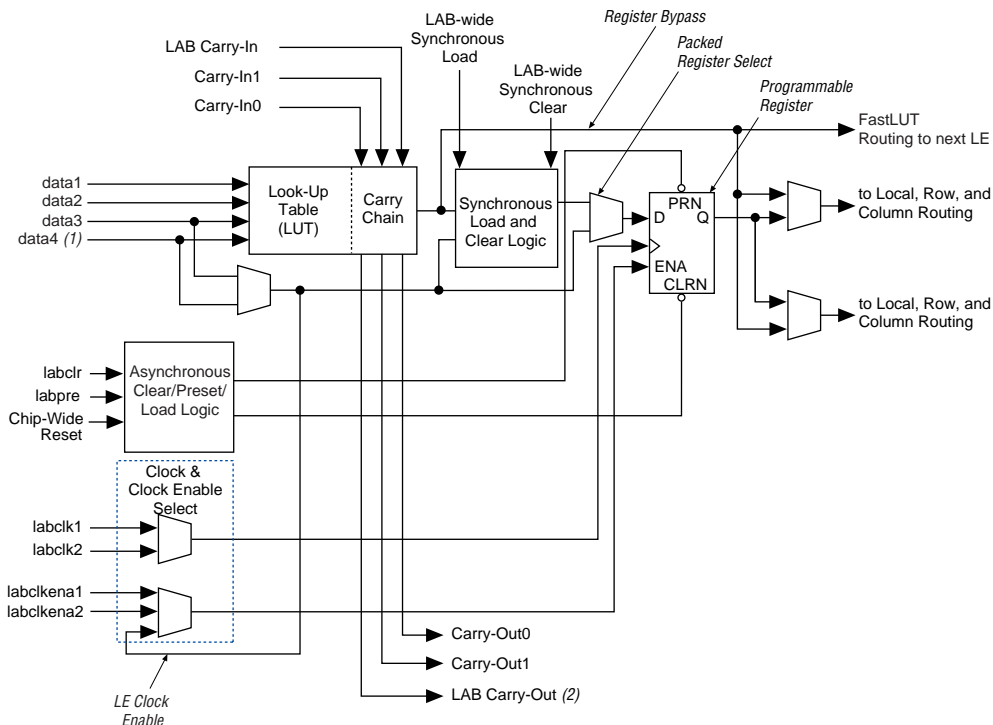 LAB Carry-In
Carry-In1
Carry-In0
LAB-wide
Synchronous
Load
LAB-wide
Synchronous
Clear
Register Bypass
Packed
Register Select
Programmable
Register
FastLUT
Routing to next LE
data1
data2
data3
data4 (1)
Look-Up
Table
(LUT)
Carry
Chain
Synchronous
Load and
Clear Logic
PRN
D
Q
ENA
CLRN
to Local, Row, and
Column Routing
to Local, Row, and
Column Routing
labclr
labpre
Chip-Wide
Reset
Asynchronous
Clear/Preset/
Load Logic
Clock &
Clock Enable
Select
labclk1
labclk2
labclkena1
labclkena2
LE Clock
Enable
Carry-Out0
Carry-Out1
LAB Carry-Out (2)